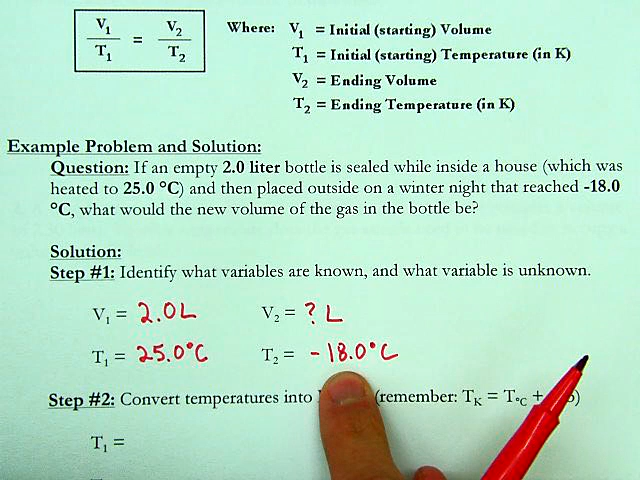 V₁ / T₁ = V₂ / T₂
Where: V₁ = Initial (starting) Volume
T₁ = Initial (starting) Temperature (in K)
V₂ = Ending Volume
T₂ = Ending Temperature (in K)
Example Problem and Solution:
Question: If an empty 2.0 liter bottle is sealed while inside a house (which was
heated to 25.0 °C) and then placed outside on a winter night that reached -18.0
°C, what would the new volume of the gas in the bottle be?
Solution:
Step #1: Identify what variables are known, and what variable is unknown.
V₁ = 2.0L V₂ = ? L
T₁ = 25.0°C T₂ = -18.0°C
Step #2: Convert temperatures into (remember: T_K = T_°C +
T₁ =